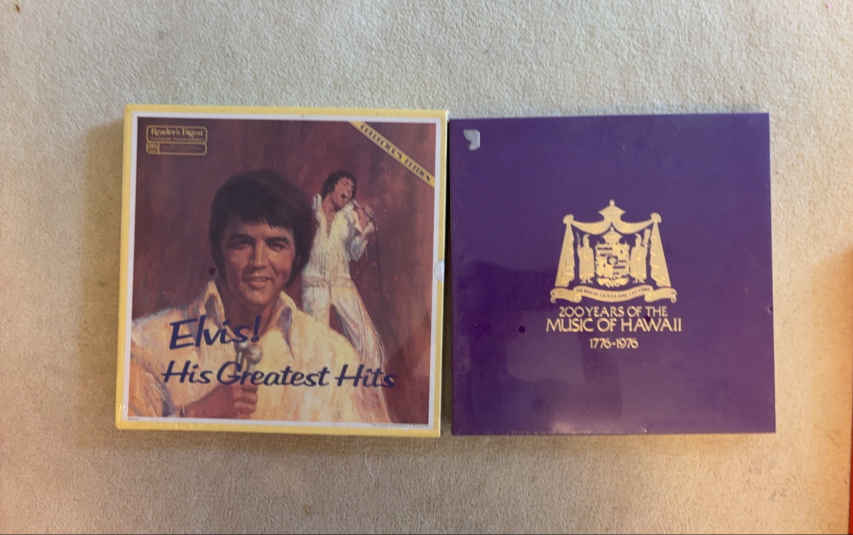 Reader's Digest
COLLECTOR'S EDITION
Elvis!
His Greatest Hits
200 YEARS OF THE
MUSIC OF HAWAII
1776-1976